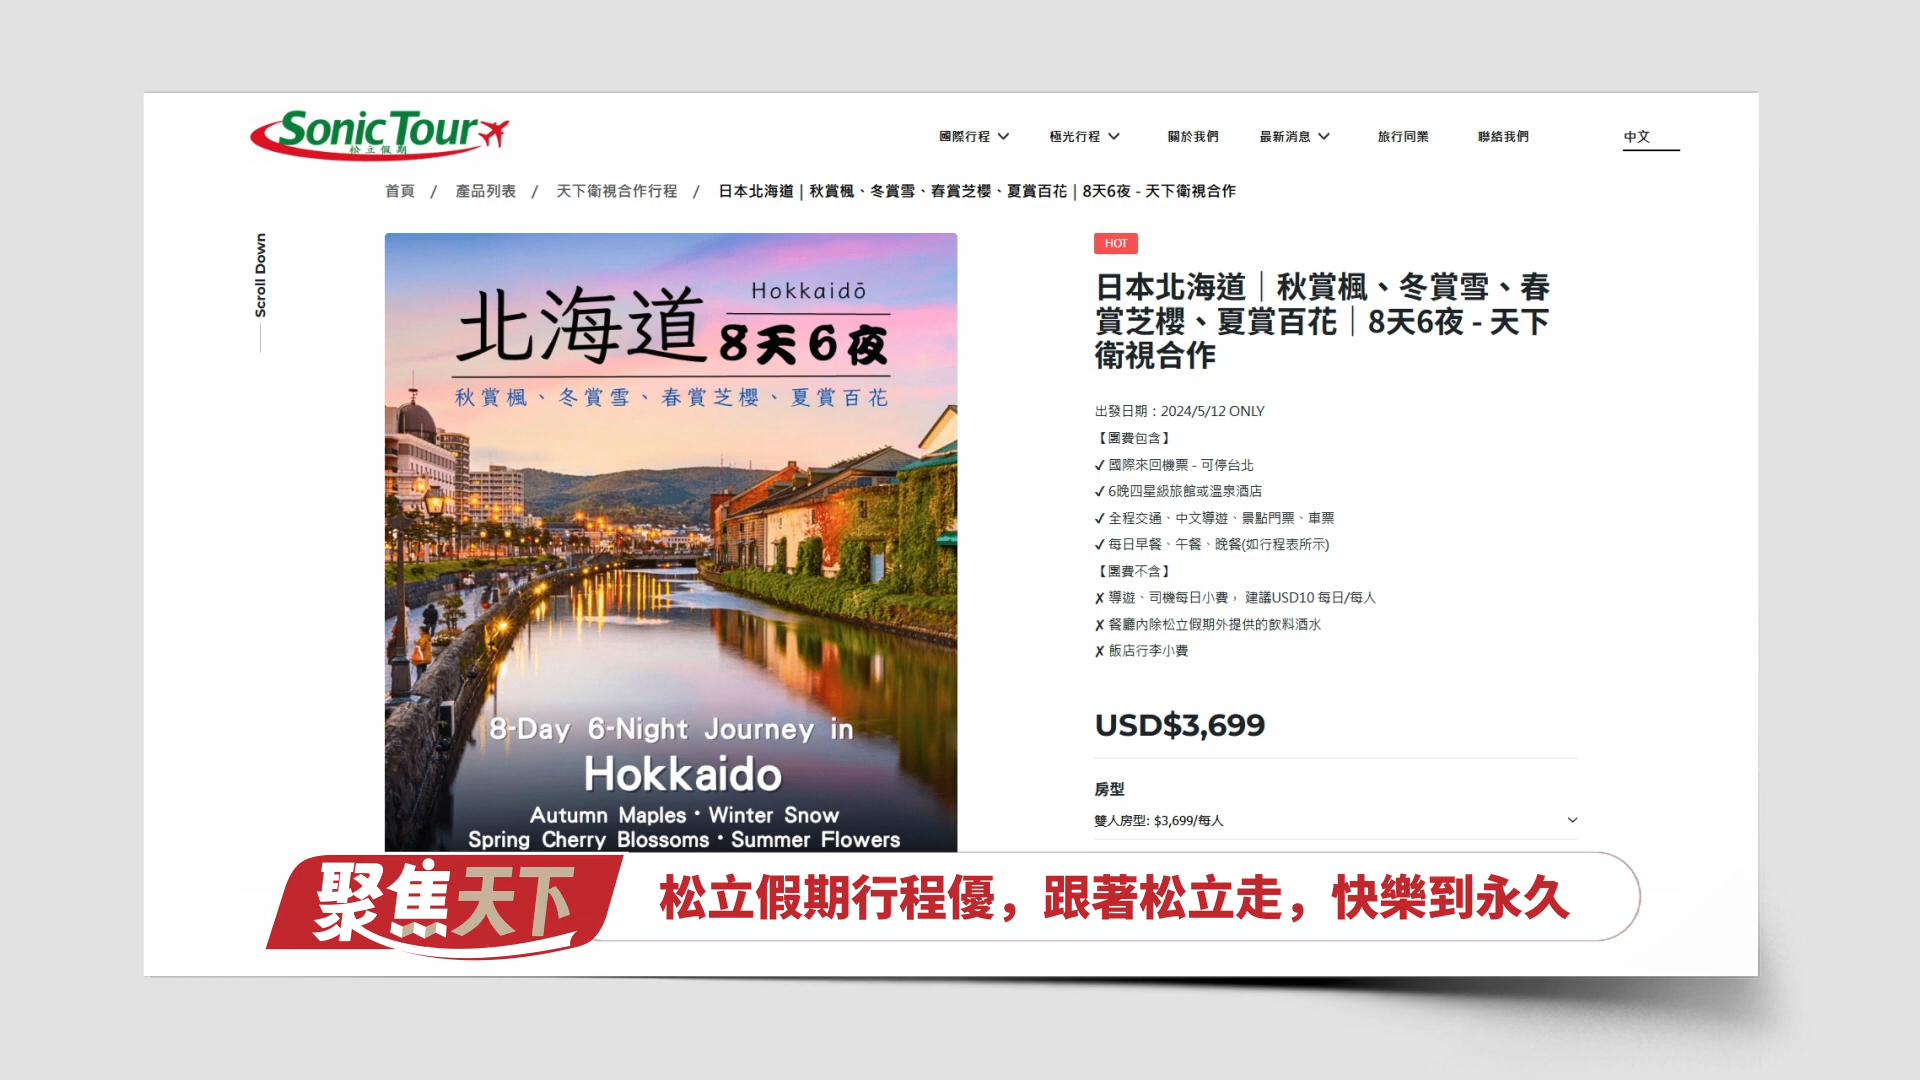 Sonic Tour
松立假期
國際行程
極光行程
關於我們
最新消息
旅行同業
聯絡我們
中文
首頁 / 產品列表 / 天下衛視合作行程 / 日本北海道｜秋賞楓、冬賞雪、春賞芝櫻、夏賞百花｜8天6夜 - 天下衛視合作
Scroll Down
北海道
Hokkaidō
8天6夜
秋賞楓、冬賞雪、春賞芝櫻、夏賞百花
8-Day 6-Night Journey in
Hokkaido
Autumn Maples・Winter Snow
Spring Cherry Blossoms・Summer Flowers
HOT
日本北海道｜秋賞楓、冬賞雪、春
賞芝櫻、夏賞百花｜8天6夜 - 天下
衛視合作
出發日期：2024/5/12 ONLY
【團費包含】
✓ 國際來回機票 - 可停台北
✓ 6晚四星級旅館或溫泉酒店
✓ 全程交通、中文導遊、景點門票、車票
✓ 每日早餐、午餐、晚餐(如行程表所示)
【團費不含】
✗ 導遊、司機每日小費， 建議USD10 每日/每人
✗ 餐廳內除松立假期外提供的飲料酒水
✗ 飯店行李小費
USD$3,699
房型
雙人房型: $3,699/每人
聚焦天下
松立假期行程優，跟著松立走，快樂到永久